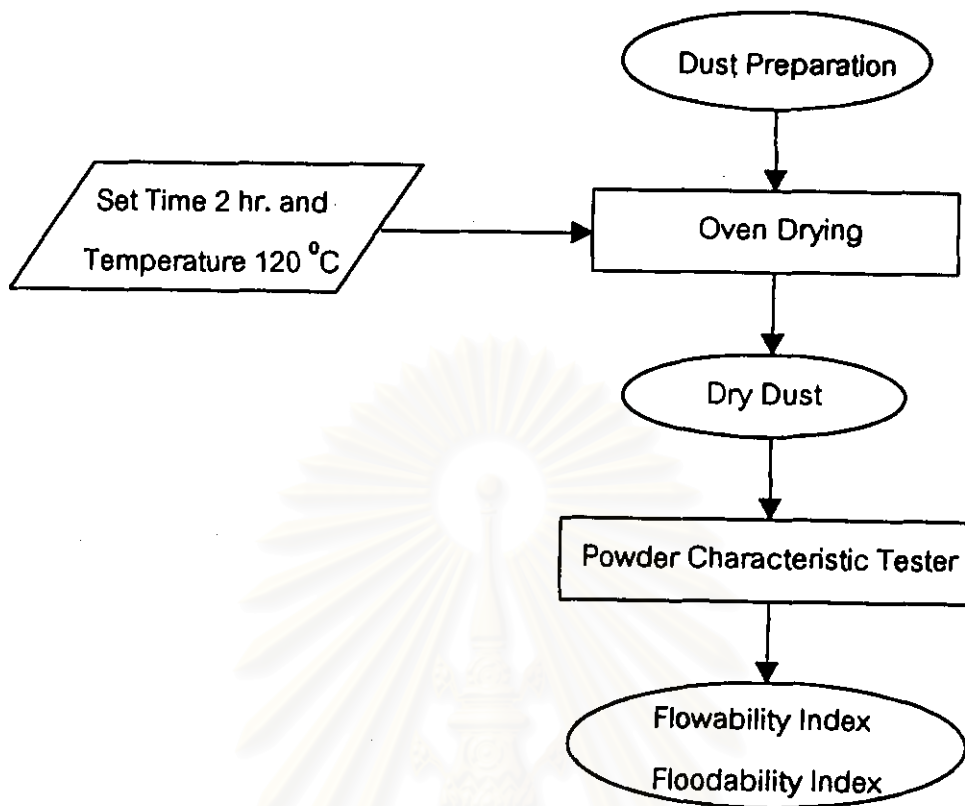 Dust Preparation
Set Time 2 hr. and
Temperature 120 °C
Oven Drying
Dry Dust
Powder Characteristic Tester
Flowability Index
Floodability Index